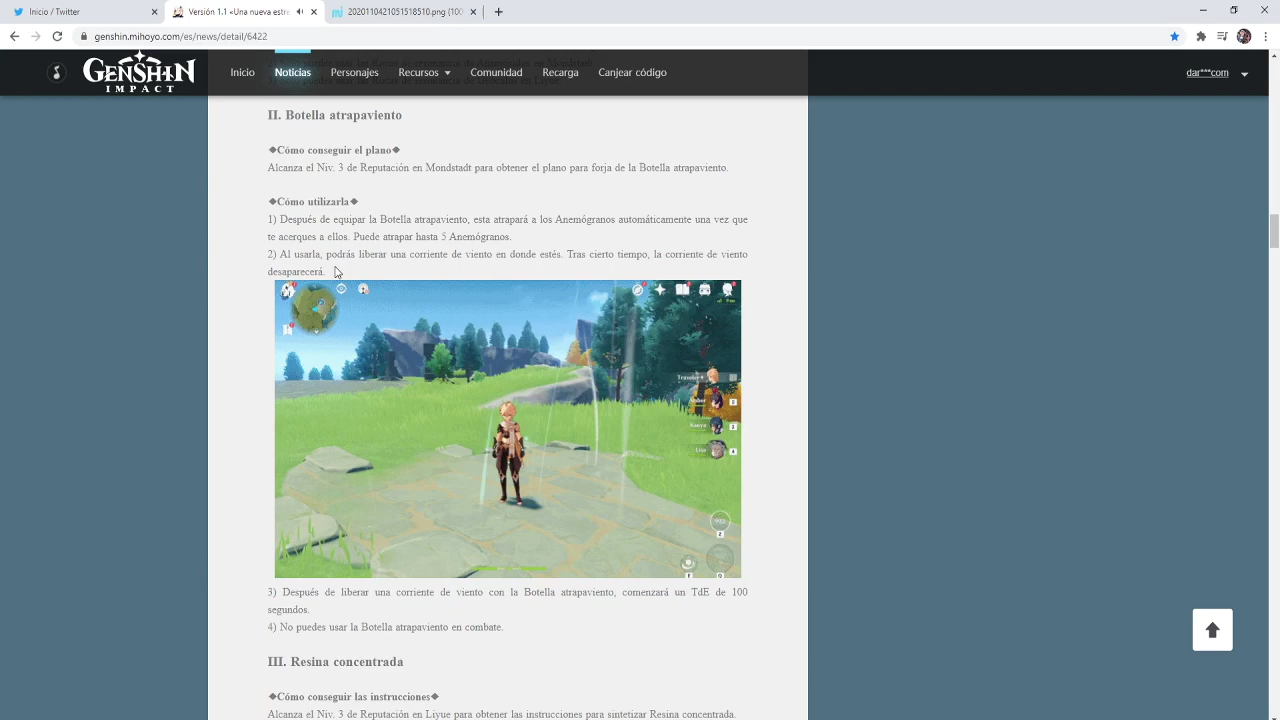 Inicio / Twitter
Versión 1.1 «Una nueva estre
20201104210515185​10.png (100
genshin.mihoyo.com/es/news/detail/6422
GENSHIN
IMPACT
Inicio
Noticias
Personajes
Recursos
Comunidad
Recarga
Canjear código
dar***com
II. Botella atrapaviento
◆Cómo conseguir el plano◆
Alcanza el Niv. 3 de Reputación en Mondstadt para obtener el plano para forja de la Botella atrapaviento.
◆Cómo utilizarla◆
1) Después de equipar la Botella atrapaviento, esta atrapará a los Anemógranos automáticamente una vez que
te acerques a ellos. Puede atrapar hasta 5 Anemógranos.
2) Al usarla, podrás liberar una corriente de viento en donde estés. Tras cierto tiempo, la corriente de viento
desaparecerá.
Traveler
Amber
2
Kaeya
3
Lisa
4
Z
E
Q
3) Después de liberar una corriente de viento con la Botella atrapaviento, comenzará un TdE de 100
segundos.
4) No puedes usar la Botella atrapaviento en combate.
III. Resina concentrada
◆Cómo conseguir las instrucciones◆
Alcanza el Niv. 3 de Reputación en Liyue para obtener las instrucciones para sintetizar Resina concentrada.